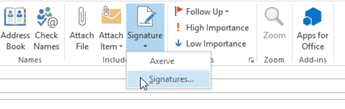 Address Book
Check Names
Attach File
Attach Item
Signature
Follow Up
High Importance
Low Importance
Zoom
Apps for Office
Names
Inclu
Zoom
Add-ins
Axerve
Signatures...